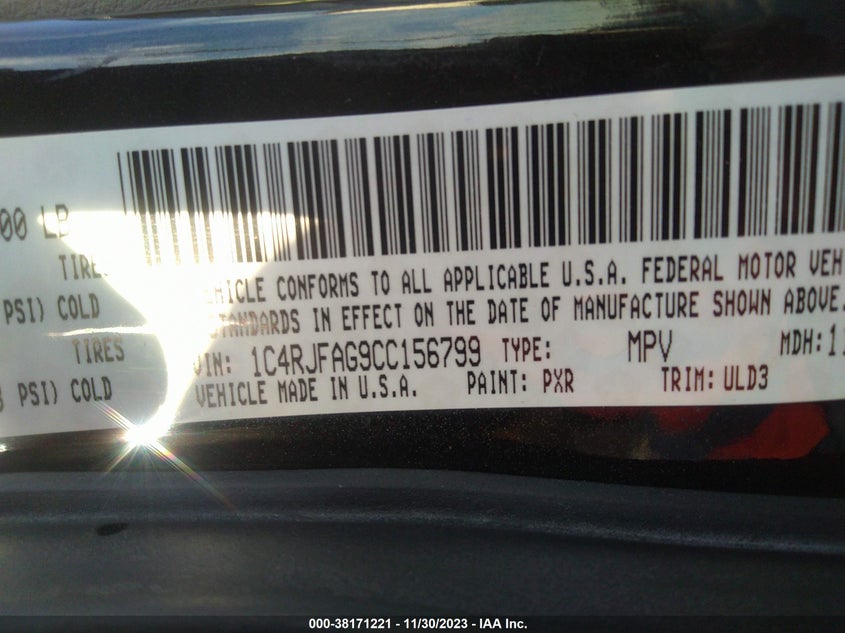 00 LB
TIRES
VEHICLE CONFORMS TO ALL APPLICABLE U.S.A. FEDERAL MOTOR VEH
PSI) COLD
STANDARDS IN EFFECT ON THE DATE OF MANUFACTURE SHOWN ABOVE.
TIRES VIN: 1C4RJFAG9CC156799 TYPE: MPV MDH:11
PSI) COLD VEHICLE MADE IN U.S.A. PAINT: PXR TRIM: ULD3
000-38171221 - 11/30/2023 - IAA Inc.